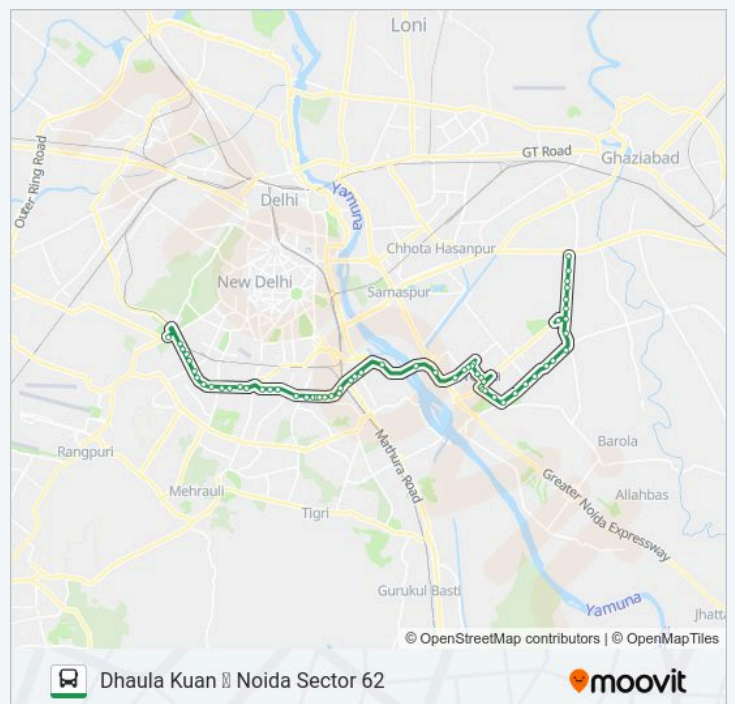 Loni
Outer Ring Road
GT Road
Ghaziabad
Yamuna
Delhi
Chhota Hasanpur
New Delhi
Samaspur
Rangpuri
Mathura Road
Barola
Mehrauli
Allahbas
Tigri
Greater Noida Expressway
Gurukul Basti
Yamuna
Jhatta
© OpenStreetMap contributors | © OpenMapTiles
Dhaula Kuan  Noida Sector 62
moovit